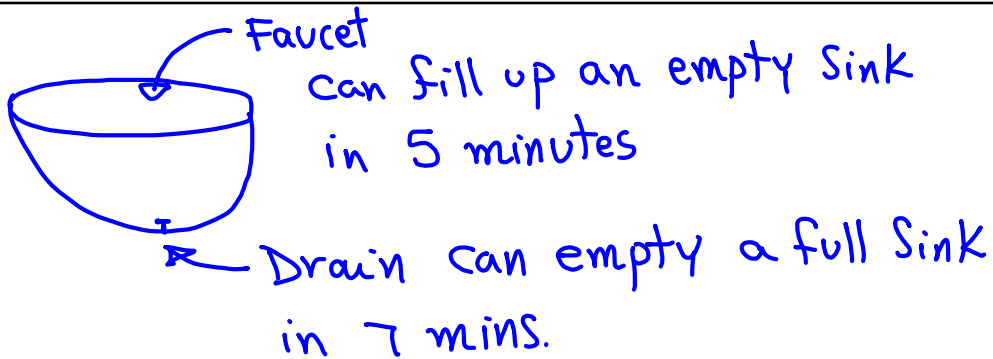 Faucet
can fill up an empty Sink
in 5 minutes
Drain can empty a full Sink
in 7 mins.